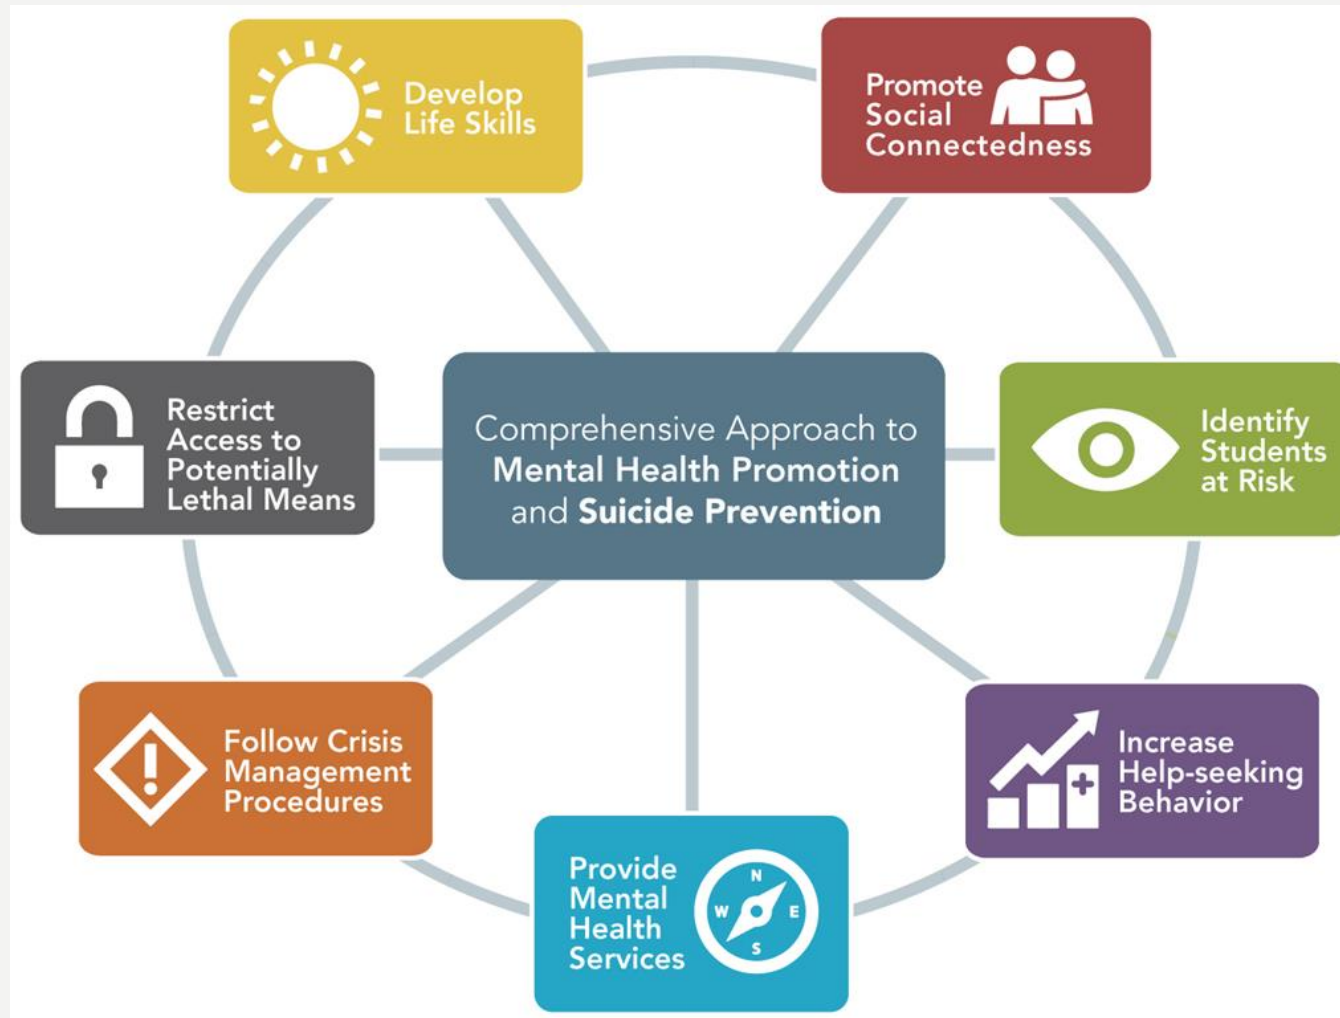 Develop
Life Skills
Promote
Social
Connectedness
Restrict
Access to
Potentially
Lethal Means
Comprehensive Approach to
Mental Health Promotion
and Suicide Prevention
Identify
Students
at Risk
Follow Crisis
Management
Procedures
Increase
Help-seeking
Behavior
Provide
Mental
Health
Services
N
W E
S